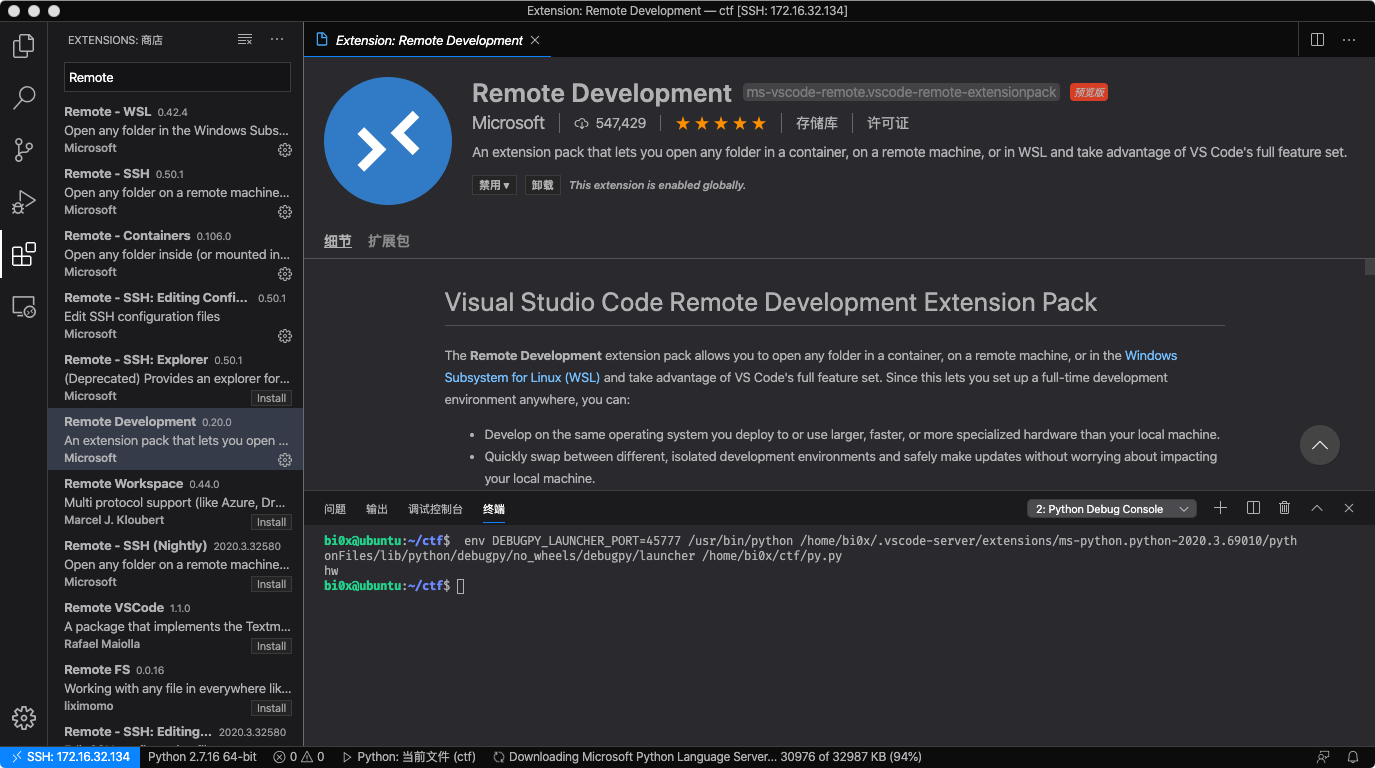 Extension: Remote Development — ctf [SSH: 172.16.32.134]
EXTENSIONS: 商店
Remote
Remote - WSL 0.42.4
Open any folder in the Windows Subs...
Microsoft
Remote - SSH 0.50.1
Open any folder on a remote machine...
Microsoft
Remote - Containers 0.106.0
Open any folder inside (or mounted in...
Microsoft
Remote - SSH: Editing Confi... 0.50.1
Edit SSH configuration files
Microsoft
Remote - SSH: Explorer 0.50.1
(Deprecated) Provides an explorer for...
Microsoft Install
Remote Development 0.20.0
An extension pack that lets you open ...
Microsoft
Remote Workspace 0.44.0
Multi protocol support (like Azure, Dr...
Marcel J. Kloubert Install
Remote - SSH (Nightly) 2020.3.32580
Open any folder on a remote machine...
Microsoft Install
Remote VSCode 1.1.0
A package that implements the Textm...
Rafael Maiolla Install
Remote FS 0.0.16
Working with any file in everywhere lik...
liximomo Install
Remote - SSH: Editing... 2020.3.32580
Extension: Remote Development
Remote Development ms-vscode-remote.vscode-remote-extensionpack 预览版
Microsoft 547,429 存储库 许可证
An extension pack that lets you open any folder in a container, on a remote machine, or in WSL and take advantage of VS Code's full feature set.
禁用 卸载 This extension is enabled globally.
细节 扩展包
Visual Studio Code Remote Development Extension Pack
The Remote Development extension pack allows you to open any folder in a container, on a remote machine, or in the Windows
Subsystem for Linux (WSL) and take advantage of VS Code's full feature set. Since this lets you set up a full-time development
environment anywhere, you can:
• Develop on the same operating system you deploy to or use larger, faster, or more specialized hardware than your local machine.
• Quickly swap between different, isolated development environments and safely make updates without worrying about impacting
your local machine.
问题 输出 调试控制台 终端 2: Python Debug Console
bi0x@ubuntu:~/ctf$ env DEBUGPY_LAUNCHER_PORT=45777 /usr/bin/python /home/bi0x/.vscode-server/extensions/ms-python.python-2020.3.69010/pyth
onFiles/lib/python/debugpy/no_wheels/debugpy/launcher /home/bi0x/ctf/py.py
hw
bi0x@ubuntu:~/ctf$
SSH: 172.16.32.134 Python 2.7.16 64-bit 0 0 Python: 当前文件 (ctf) Downloading Microsoft Python Language Server... 30976 of 32987 KB (94%)